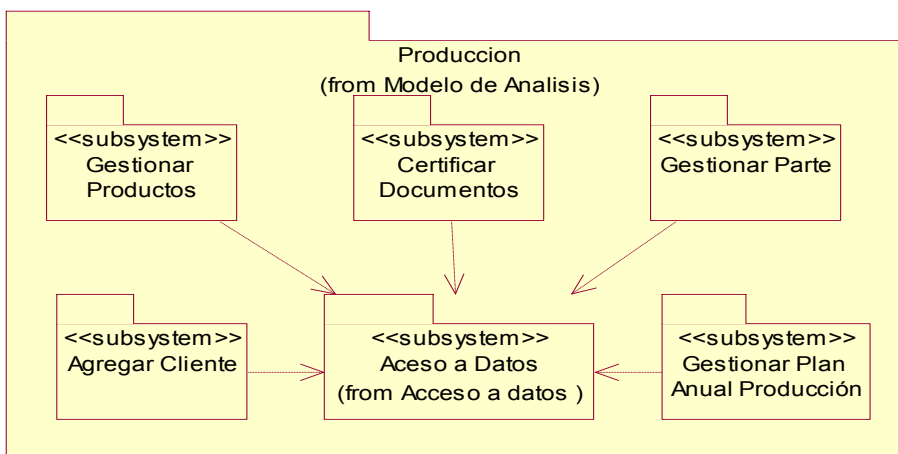 Produccion
(from Modelo de Analisis)
<<subsystem>>
Gestionar
Productos
<<subsystem>>
Certificar
Documentos
<<subsystem>>
Gestionar Parte
<<subsystem>>
Agregar Cliente
<<subsystem>>
Aceso a Datos
(from Acceso a datos )
<<subsystem>>
Gestionar Plan
Anual Producción